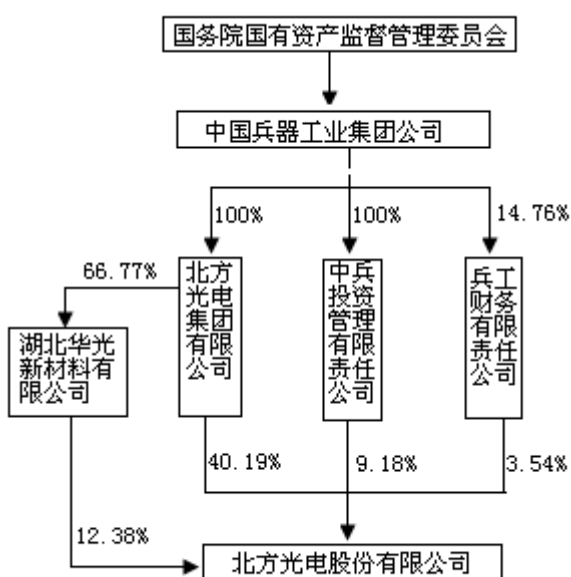 国务院国有资产监督管理委员会
中国兵器工业集团公司
100%
100%
14.76%
66.77%
北方
光电
集团
有限
公司
中兵
投资
管理
有限
责任
公司
兵工
财务
有限
责任
公司
湖北华光
新材料有
限公司
40.19%
9.18%
3.54%
12.38%
北方光电股份有限公司